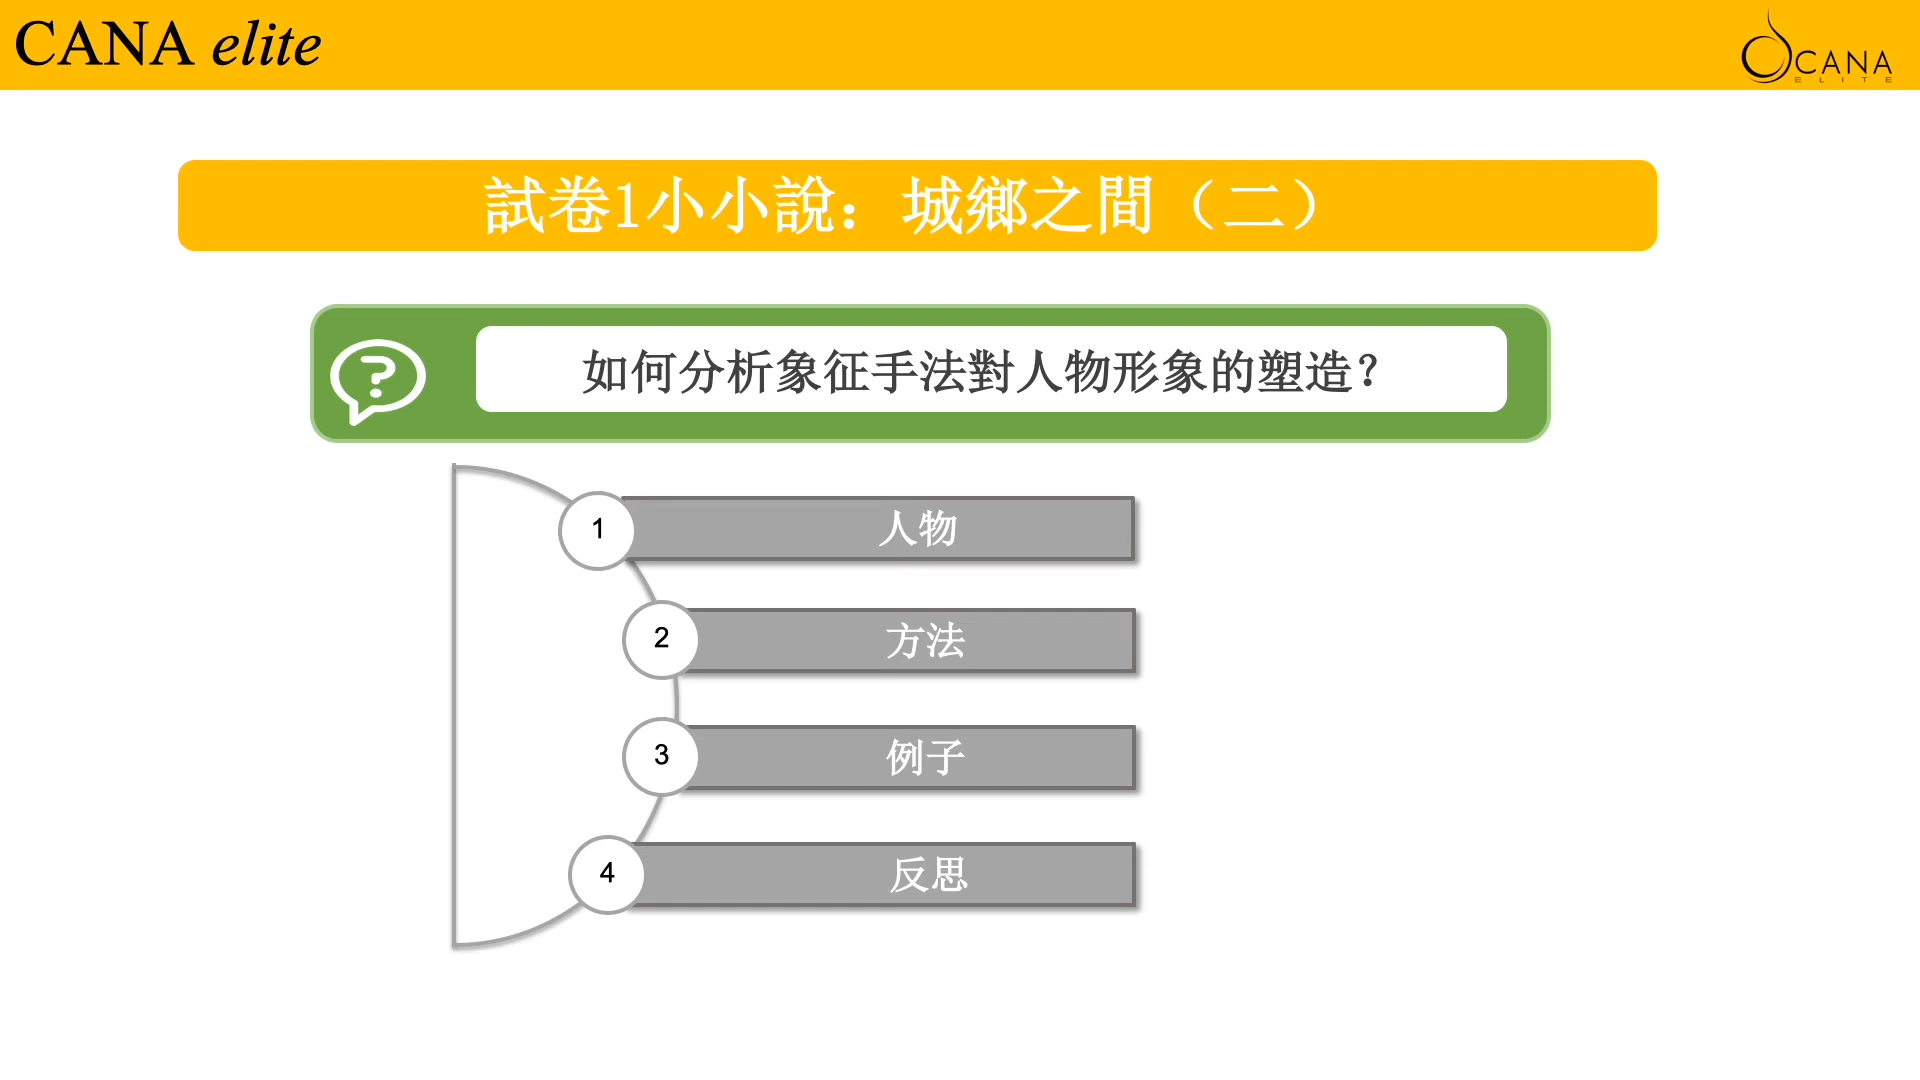 CANA elite
CANA
ELITE
試卷1小小說：城鄉之間（二）
如何分析象征手法對人物形象的塑造？
1
人物
2
方法
3
例子
4
反思